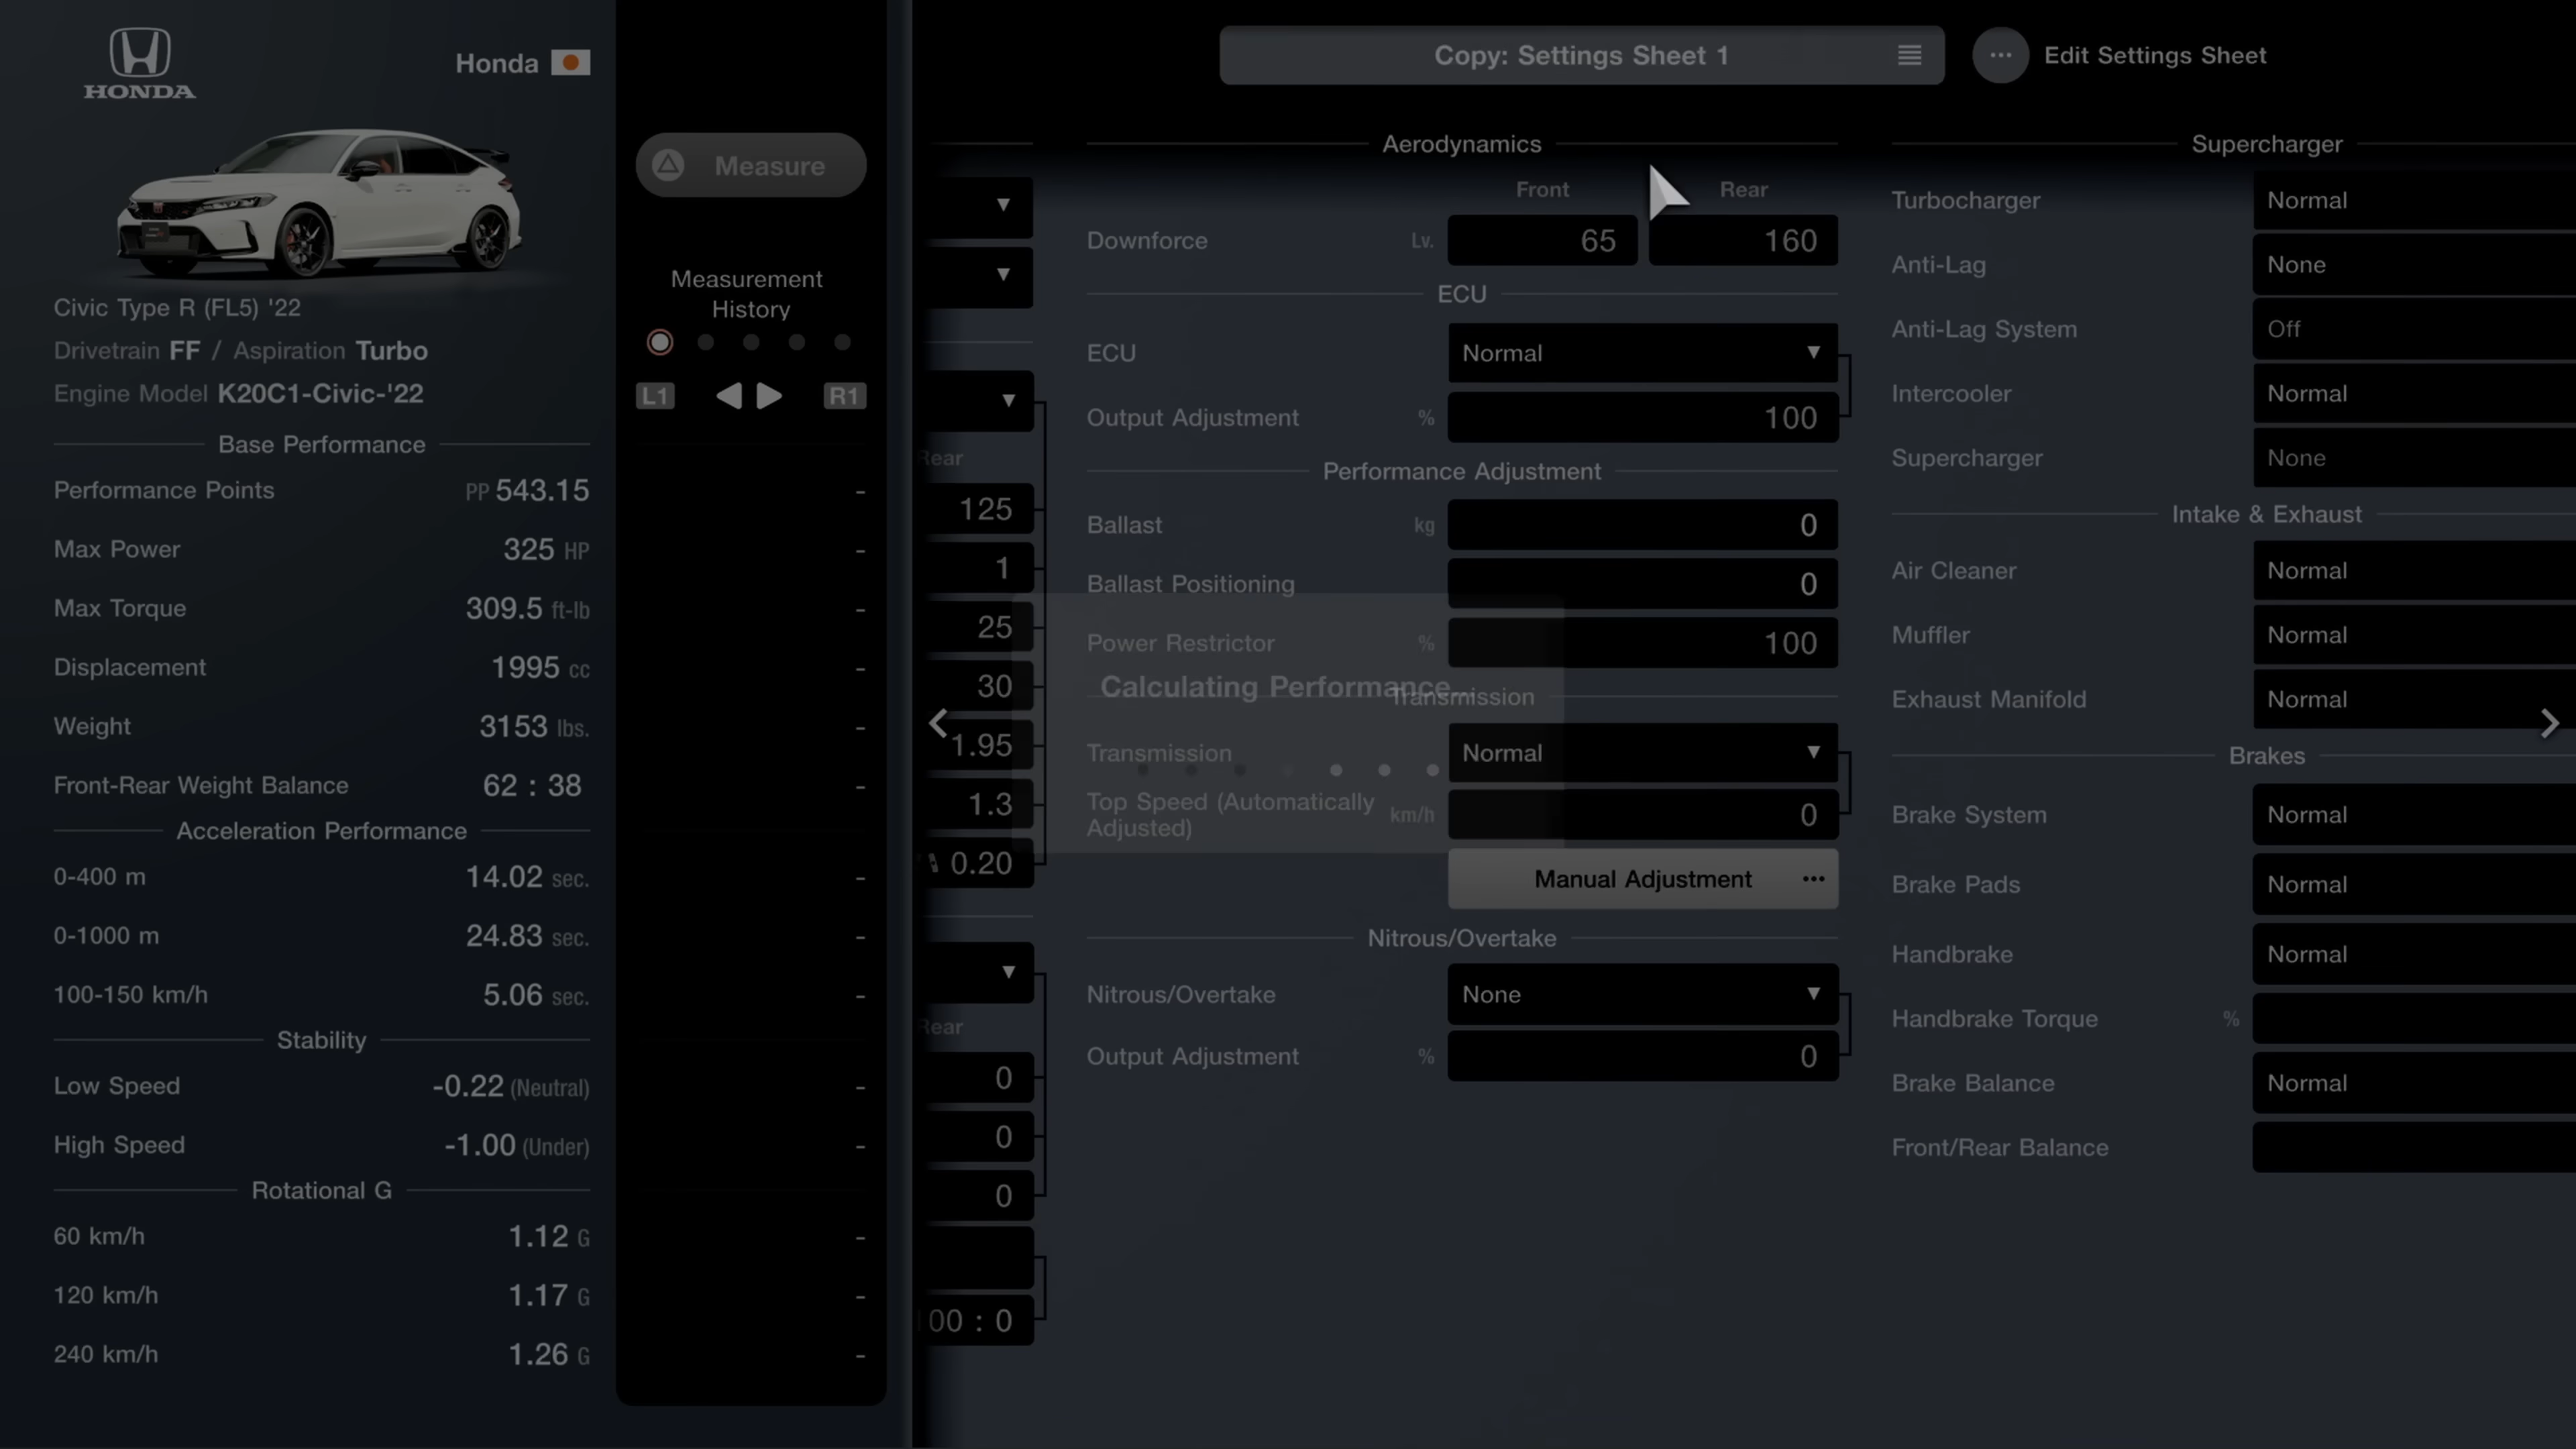 HONDA
Honda
Civic Type R (FL5) '22
Drivetrain FF / Aspiration Turbo
Engine Model K20C1-Civic-'22
Base Performance
Performance Points PP 543.15
Max Power 325 HP
Max Torque 309.5 ft-lb
Displacement 1995 cc
Weight 3153 lbs.
Front-Rear Weight Balance 62 : 38
Acceleration Performance
0-400 m 14.02 sec.
0-1000 m 24.83 sec.
100-150 km/h 5.06 sec.
Stability
Low Speed -0.22 (Neutral)
High Speed -1.00 (Under)
Rotational G
60 km/h 1.12 G
120 km/h 1.17 G
240 km/h 1.26 G
Measure
Measurement
History
L1 R1
-
-
-
-
-
-
-
-
-
-
-
-
-
-
Copy: Settings Sheet 1
Edit Settings Sheet
Rear
125
1
25
30
1.95
1.3
0.20
Rear
0
0
0
00 : 0
Aerodynamics
Front Rear
Downforce Lv. 65 160
ECU
ECU Normal
Output Adjustment % 100
Performance Adjustment
Ballast kg 0
Ballast Positioning 0
Power Restrictor % 100
Calculating Performance...
Transmission
Transmission Normal
Top Speed (Automatically
Adjusted) km/h 0
Manual Adjustment
Nitrous/Overtake
Nitrous/Overtake None
Output Adjustment % 0
Supercharger
Turbocharger Normal
Anti-Lag None
Anti-Lag System Off
Intercooler Normal
Supercharger None
Intake & Exhaust
Air Cleaner Normal
Muffler Normal
Exhaust Manifold Normal
Brakes
Brake System Normal
Brake Pads Normal
Handbrake Normal
Handbrake Torque %
Brake Balance Normal
Front/Rear Balance